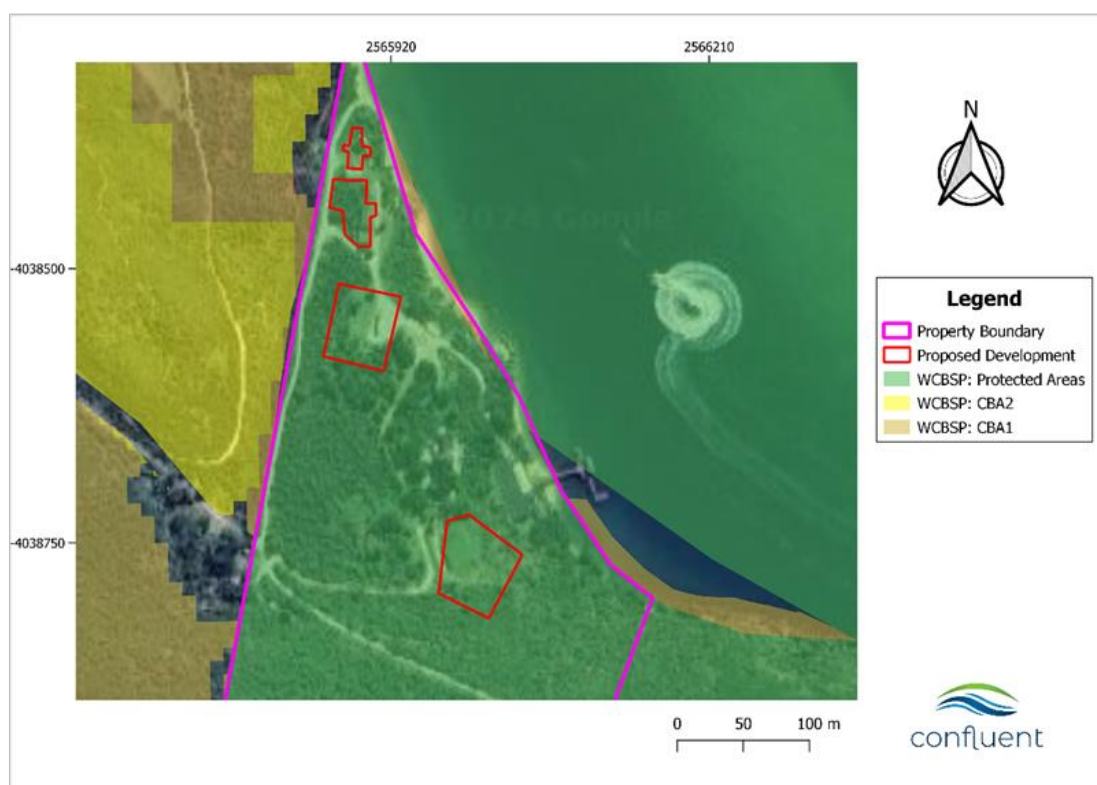 2565920
2566210
N
-4038500
-4038750
Legend
Property Boundary
Proposed Development
WCBSP: Protected Areas
WCBSP: CBA2
WCBSP: CBA1
0 50 100 m
confluent